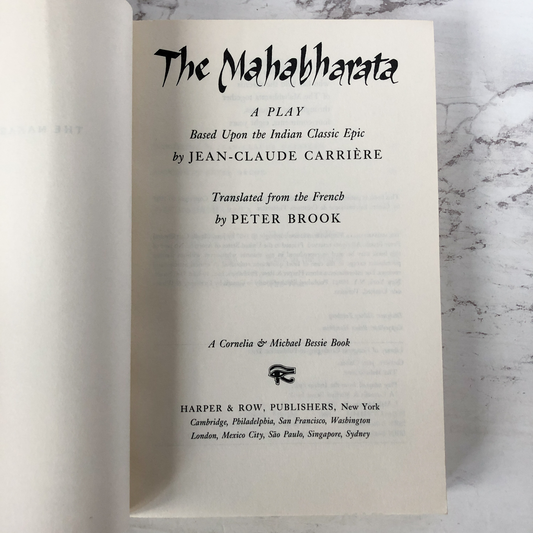 The Mahabharata
A PLAY
Based Upon the Indian Classic Epic
by JEAN-CLAUDE CARRIÈRE
Translated from the French
by PETER BROOK
A Cornelia & Michael Bessie Book
HARPER & ROW, PUBLISHERS, New York
Cambridge, Philadelphia, San Francisco, Washington
London, Mexico City, São Paulo, Singapore, Sydney